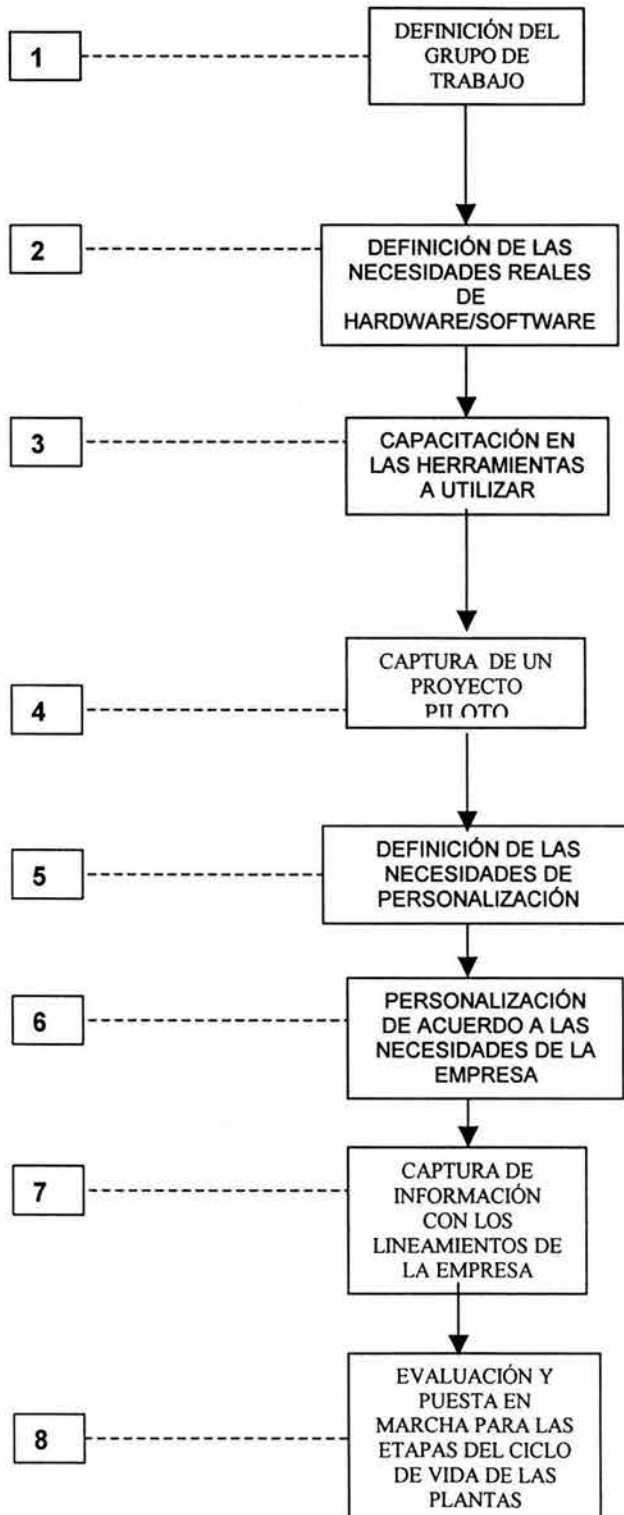 1
DEFINICIÓN DEL
GRUPO DE
TRABAJO
2
DEFINICIÓN DE LAS
NECESIDADES REALES
DE
HARDWARE/SOFTWARE
3
CAPACITACIÓN EN
LAS HERRAMIENTAS
A UTILIZAR
4
CAPTURA DE UN
PROYECTO
PILOTO
5
DEFINICIÓN DE LAS
NECESIDADES DE
PERSONALIZACIÓN
6
PERSONALIZACIÓN
DE ACUERDO A LAS
NECESIDADES DE LA
EMPRESA
7
CAPTURA DE
INFORMACIÓN
CON LOS
LINEAMIENTOS DE
LA EMPRESA
8
EVALUACIÓN Y
PUESTA EN
MARCHA PARA LAS
ETAPAS DEL CICLO
DE VIDA DE LAS
PLANTAS